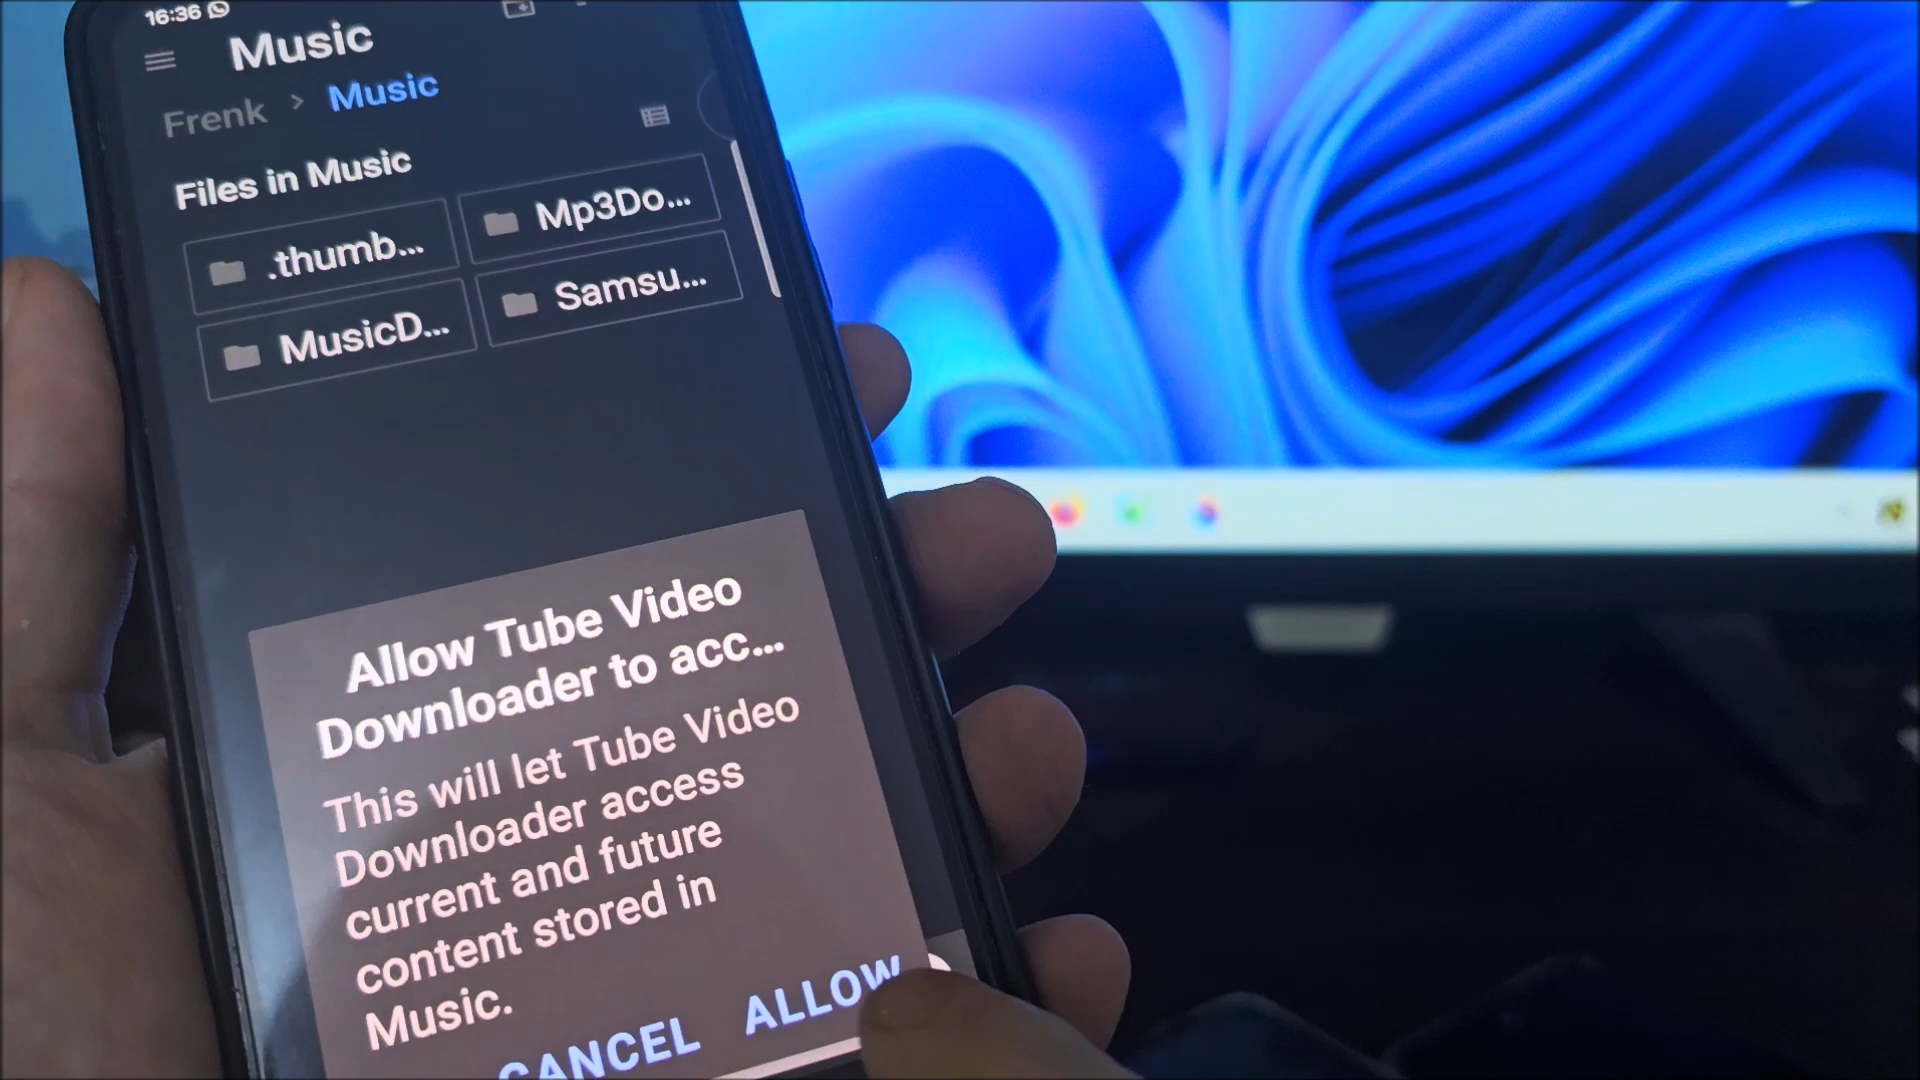 16:36
Music
Frenk > Music
Files in Music
.thumb...
Mp3Do...
MusicD...
Samsu...
Allow Tube Video
Downloader to acc...
This will let Tube Video
Downloader access
current and future
content stored in
Music.
CANCEL
ALLOW